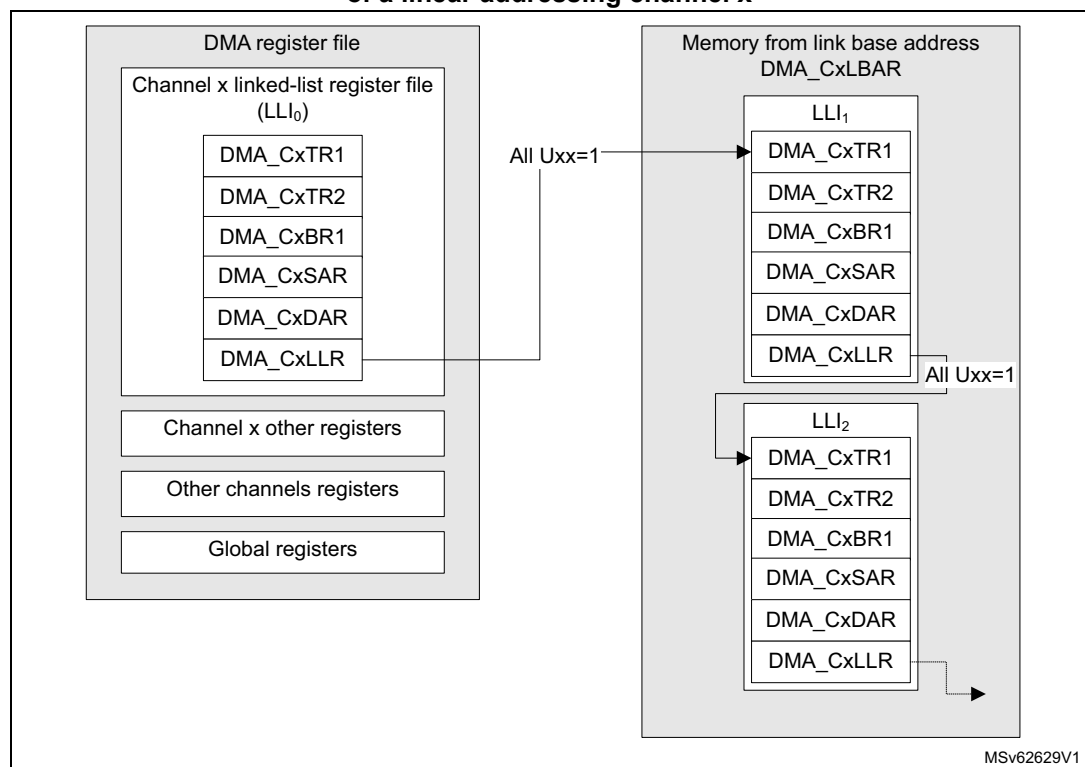 of a linear addressing channel x
DMA register file
Channel x linked-list register file
(LLI₀)
DMA_CxTR1
DMA_CxTR2
DMA_CxBR1
DMA_CxSAR
DMA_CxDAR
DMA_CxLLR
Channel x other registers
Other channels registers
Global registers
All Uxx=1
Memory from link base address
DMA_CxLBAR
LLI₁
DMA_CxTR1
DMA_CxTR2
DMA_CxBR1
DMA_CxSAR
DMA_CxDAR
DMA_CxLLR
All Uxx=1
LLI₂
DMA_CxTR1
DMA_CxTR2
DMA_CxBR1
DMA_CxSAR
DMA_CxDAR
DMA_CxLLR
MSv62629V1